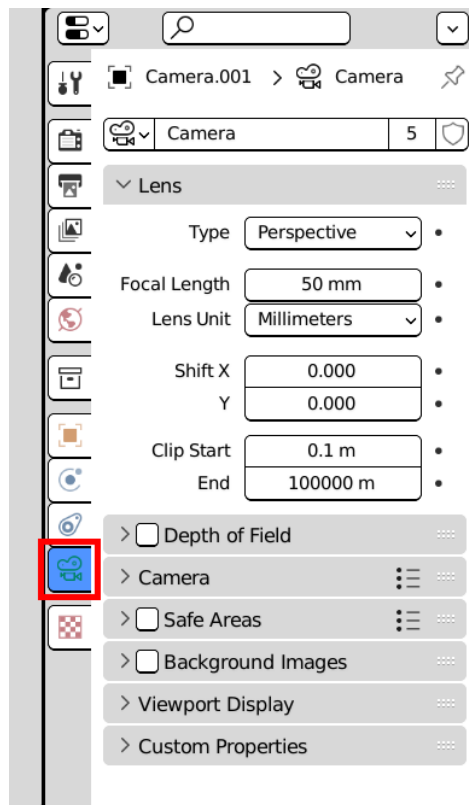 Camera.001 > Camera
Camera 5
Lens
Type Perspective
Focal Length 50 mm
Lens Unit Millimeters
Shift X 0.000
Y 0.000
Clip Start 0.1 m
End 100000 m
Depth of Field
Camera
Safe Areas
Background Images
Viewport Display
Custom Properties